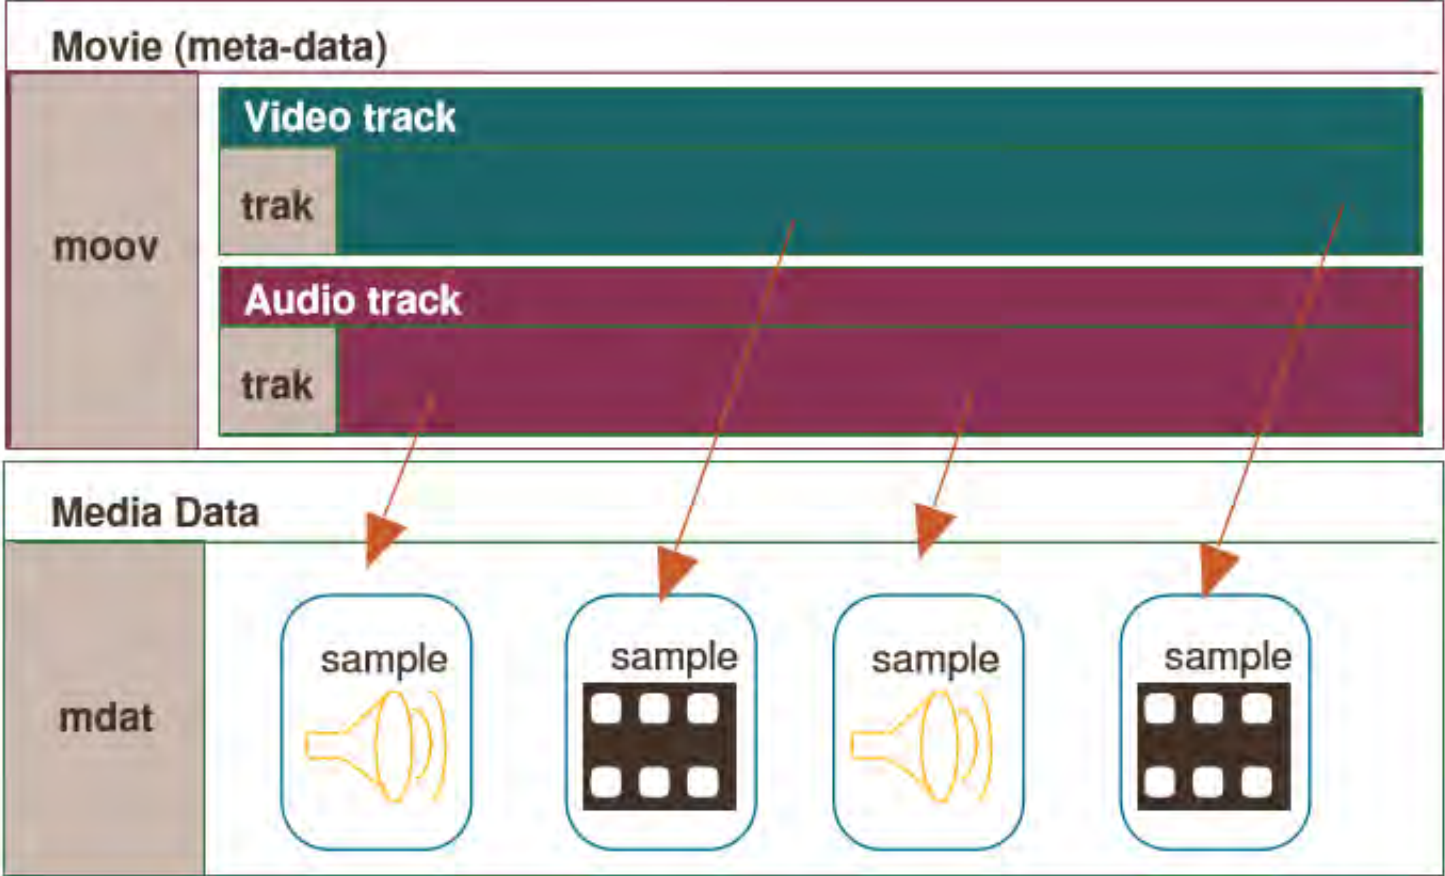 Movie (meta-data)
moov
Video track
trak
Audio track
trak
Media Data
mdat
sample
sample
sample
sample